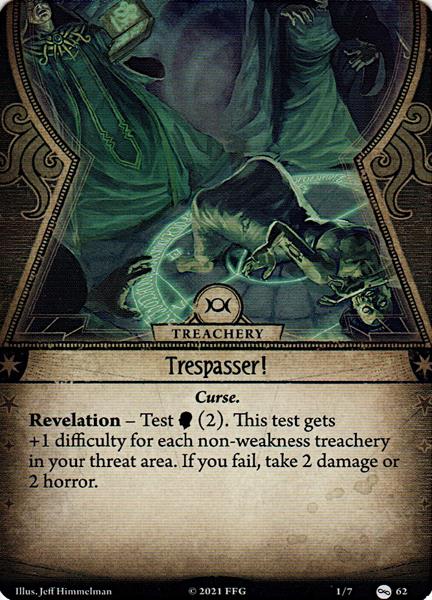 TREACHERY
Trespasser!
Curse.
Revelation – Test (2). This test gets
+1 difficulty for each non-weakness treachery
in your threat area. If you fail, take 2 damage or
2 horror.
Illus. Jeff Himmelman © 2021 FFG 1/7 62